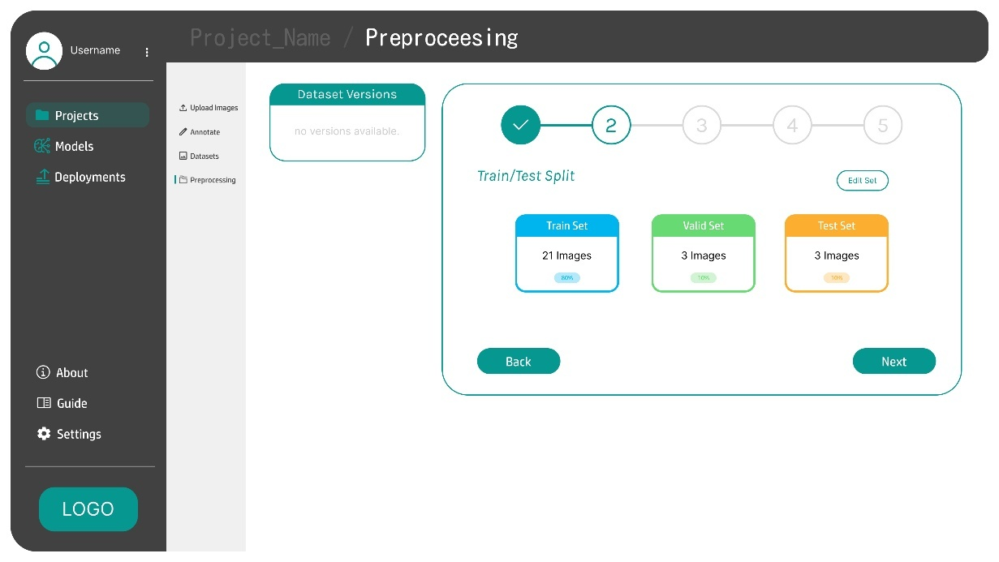 Username
Project_Name / Preproceesing
Projects
Models
Deployments
About
Guide
Settings
LOGO
Upload Images
Annotate
Datasets
Preprocessing
Dataset Versions
no versions available.
2 3 4 5
Train/Test Split
Edit Set
Train Set
21 Images
80%
Valid Set
3 Images
10%
Test Set
3 Images
10%
Back
Next